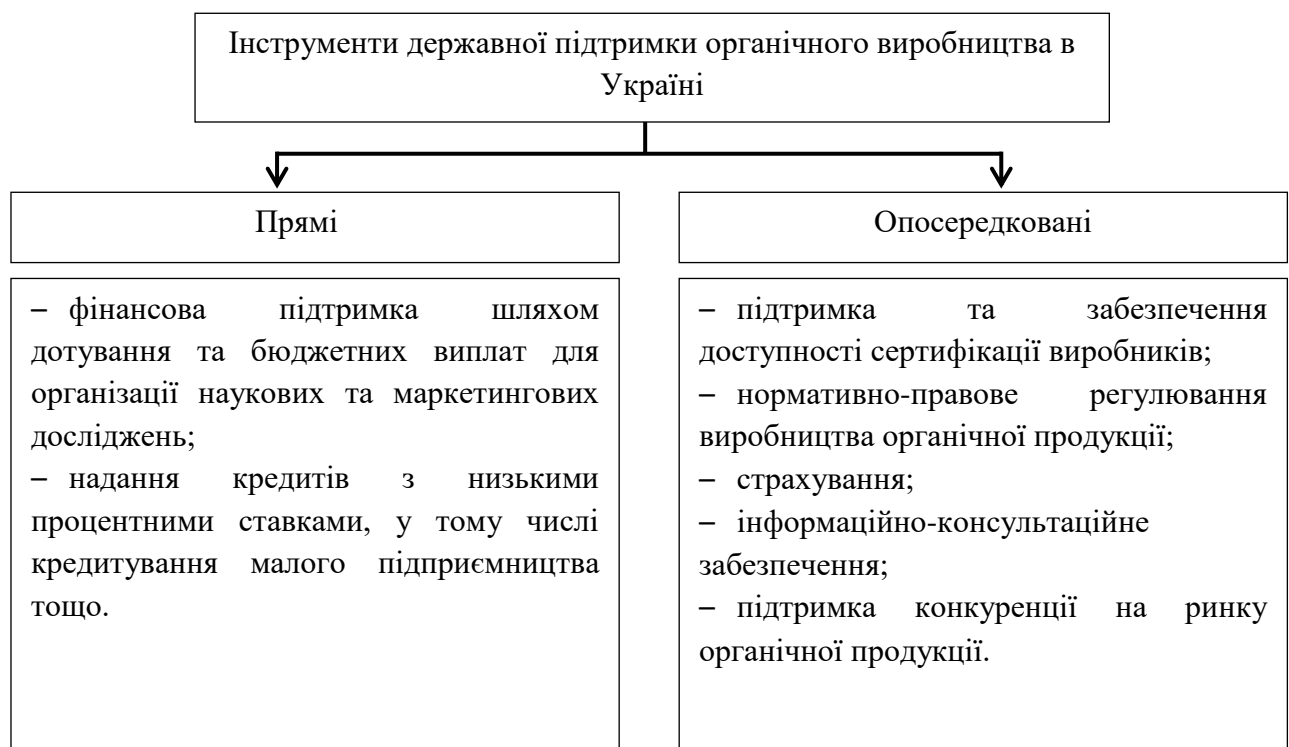 Інструменти державної підтримки органічного виробництва в
Україні
Прямі
Опосередковані
– фінансова підтримка шляхом
дотування та бюджетних виплат для
організації наукових та маркетингових
досліджень;
– надання кредитів з низькими
процентними ставками, у тому числі
кредитування малого підприємництва
тощо.
– підтримка та забезпечення
доступності сертифікації виробників;
– нормативно-правове регулювання
виробництва органічної продукції;
– страхування;
– інформаційно-консультаційне
забезпечення;
– підтримка конкуренції на ринку
органічної продукції.